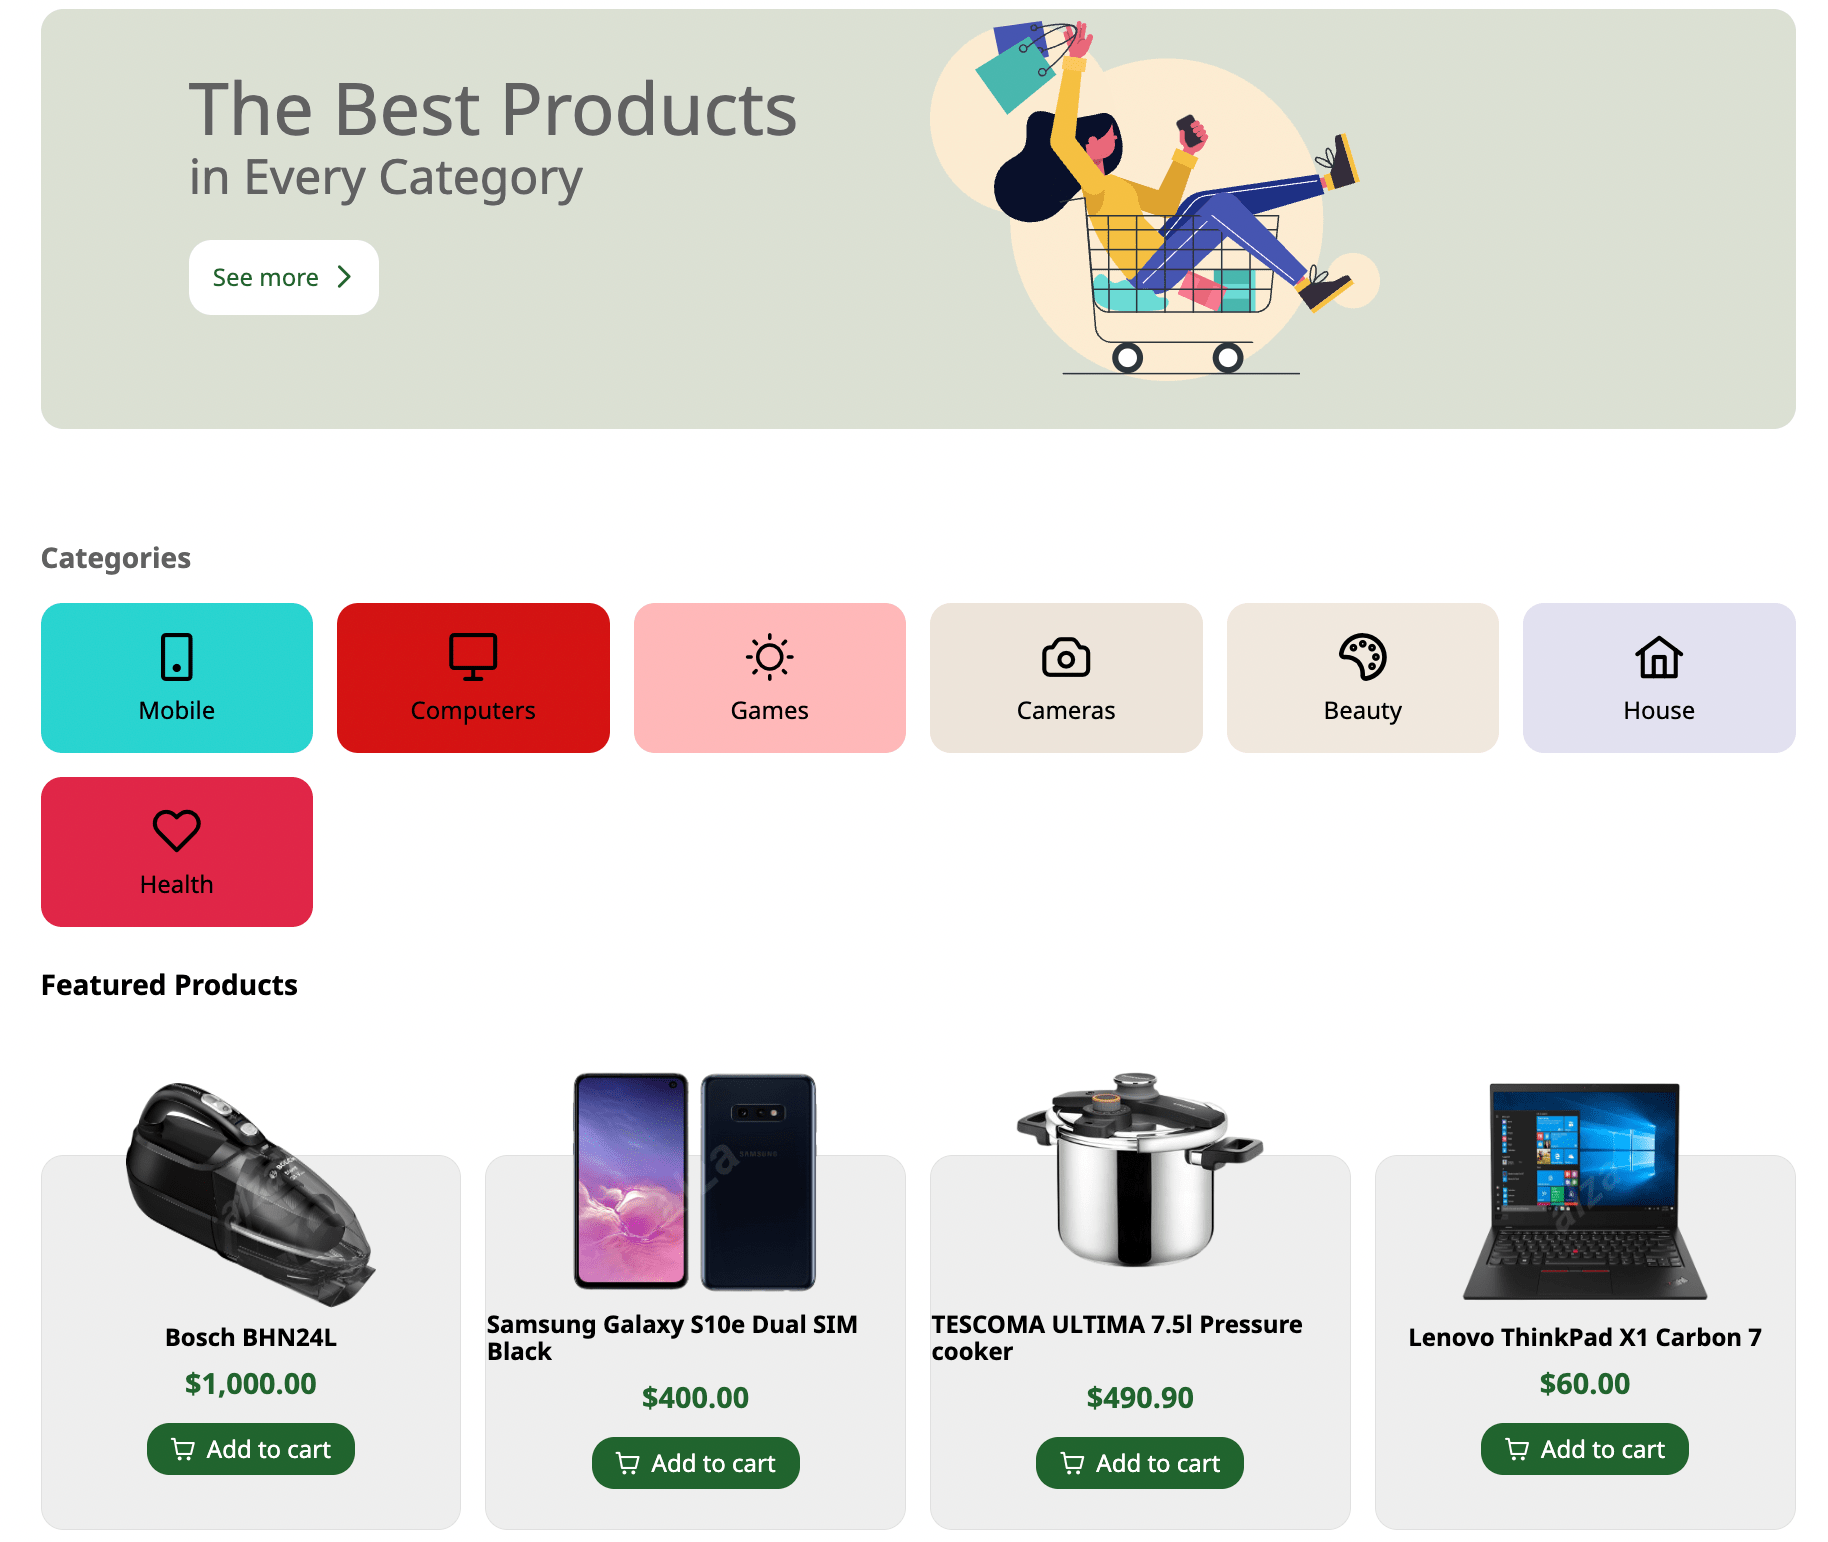 The Best Products
in Every Category
See more
Categories
Mobile
Computers
Games
Cameras
Beauty
House
Health
Featured Products
SAMSUNG
Bosch BHN24L
$1,000.00
Add to cart
Samsung Galaxy S10e Dual SIM
Black
$400.00
Add to cart
TESCOMA ULTIMA 7.5l Pressure
cooker
$490.90
Add to cart
Lenovo ThinkPad X1 Carbon 7
$60.00
Add to cart